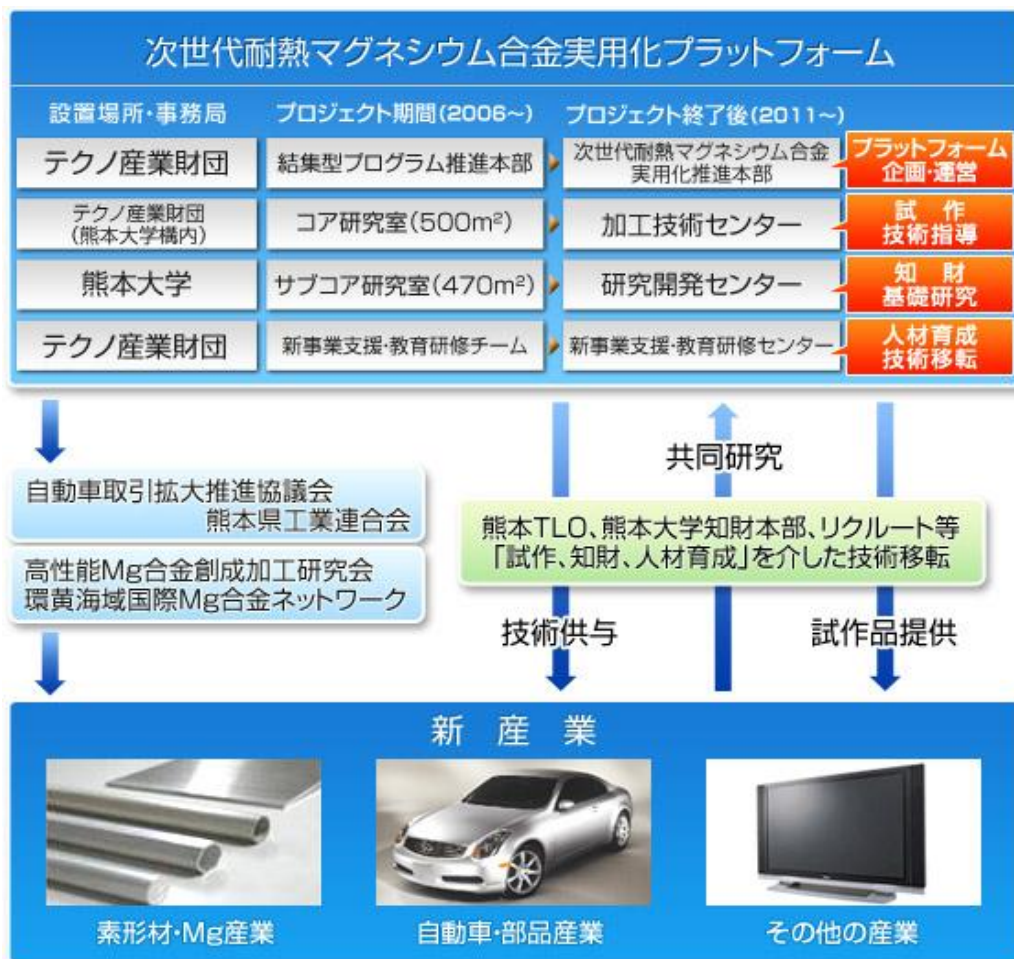 次世代耐熱マグネシウム合金実用化プラットフォーム
設置場所・事務局
プロジェクト期間(2006～)
プロジェクト終了後(2011～)
テクノ産業財団
結集型プログラム推進本部
次世代耐熱マグネシウム合金
実用化推進本部
プラットフォーム
企画・運営
テクノ産業財団
(熊本大学構内)
コア研究室(500m²)
加工技術センター
試 作
技術指導
熊本大学
サブコア研究室(470m²)
研究開発センター
知 財
基礎研究
テクノ産業財団
新事業支援・教育研修チーム
新事業支援・教育研修センター
人材育成
技術移転
自動車取引拡大推進協議会
熊本県工業連合会
高性能Mg合金創成加工研究会
環黄海域国際Mg合金ネットワーク
共同研究
熊本TLO、熊本大学知財本部、リクルート等
「試作、知財、人材育成」を介した技術移転
技術供与
試作品提供
新 産 業
素形材・Mg産業
自動車・部品産業
その他の産業